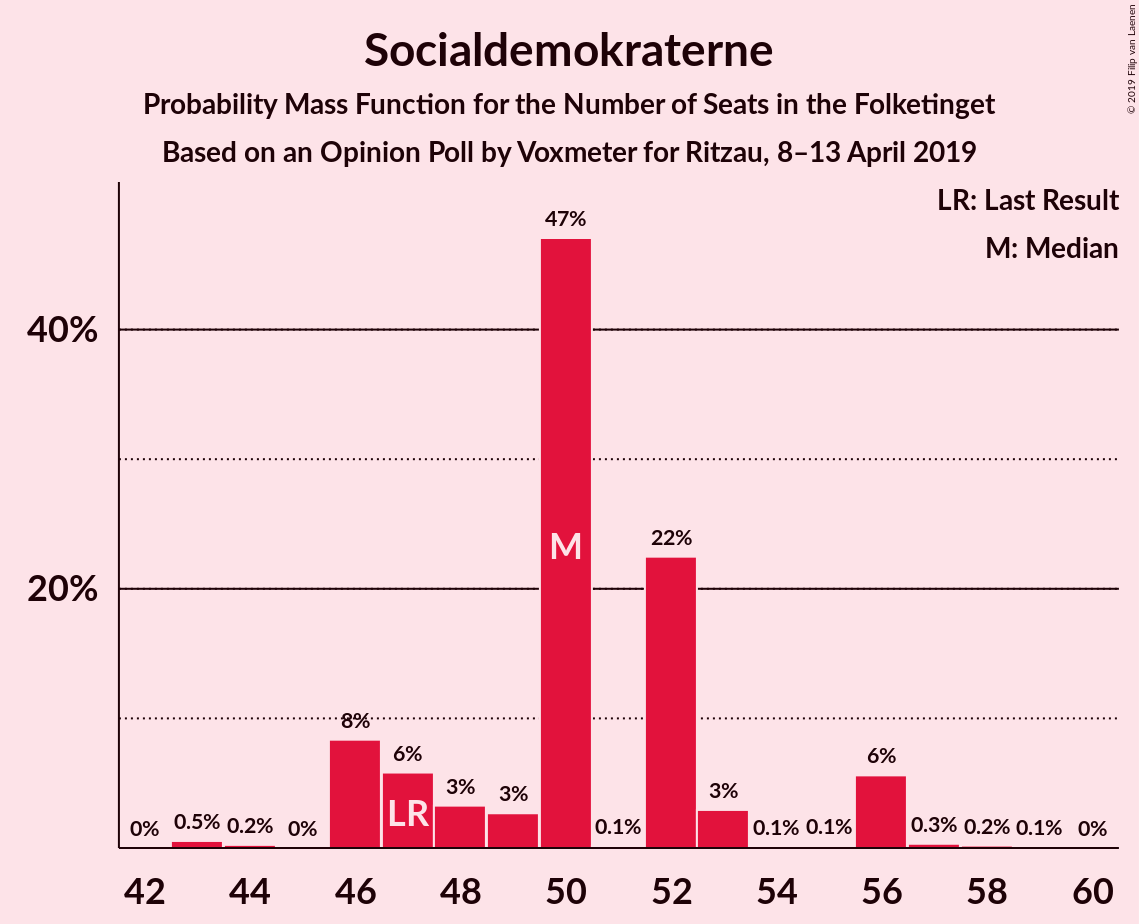 © 2019 Filip van Laenen
Socialdemokraterne
Probability Mass Function for the Number of Seats in the Folketinget
Based on an Opinion Poll by Voxmeter for Ritzau, 8–13 April 2019
LR: Last Result
M: Median
40%
20%
0% 0.5% 0.2% 0% 8% 6% 3% 3% 47% 0.1% 22% 3% 0.1% 0.1% 6% 0.3% 0.2% 0.1% 0%
LR M
42 44 46 48 50 52 54 56 58 60